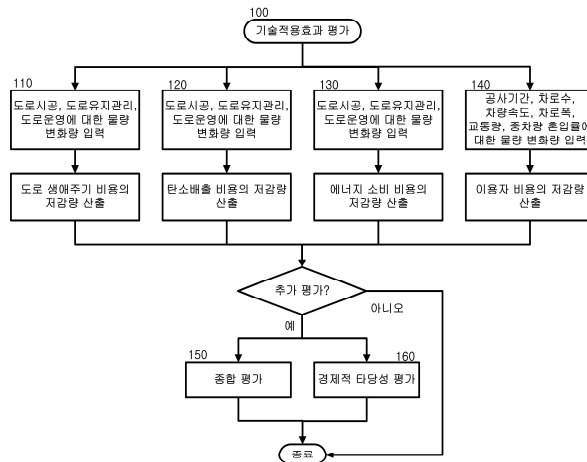 100
기술적용효과 평가
110
도로시공, 도로유지관리,
도로운영에 대한 물량
변화량 입력
120
도로시공, 도로유지관리,
도로운영에 대한 물량
변화량 입력
130
도로시공, 도로유지관리,
도로운영에 대한 물량
변화량 입력
140
공사기간, 차로수,
차량속도, 차로폭,
교통량, 중차량 혼입률에
대한 물량 변화량 입력
도로 생애주기 비용의
저감량 산출
탄소배출 비용의 저감량
산출
에너지 소비 비용의
저감량 산출
이용자 비용의 저감량
산출
추가 평가?
아니오
예
150
종합 평가
160
경제적 타당성 평가
종료